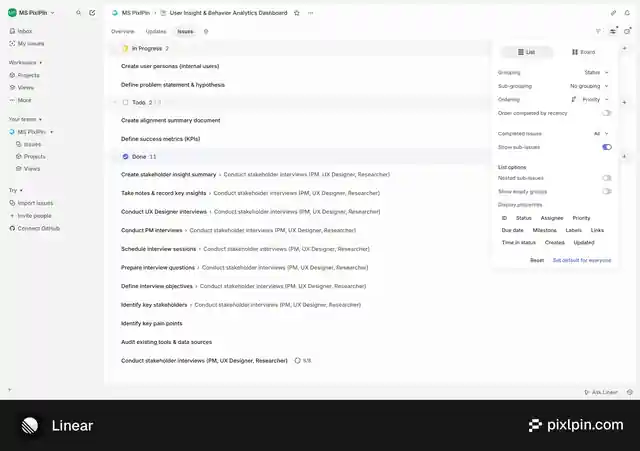 MS PixlPin
MS PixlPin › User Insight & Behavior Analytics Dashboard
Inbox
My issues
Workspace
Projects
Views
More
Your teams
MS PixlPin
Issues
Projects
Views
Try
Import issues
Invite people
Connect GitHub
Overview Updates Issues
In Progress 2
Create user personas (internal users)
Define problem statement & hypothesis
Todo 2
Create alignment summary document
Define success metrics (KPIs)
Done 11
Create stakeholder insight summary › Conduct stakeholder interviews (PM, UX Designer, Researcher)
Take notes & record key insights › Conduct stakeholder interviews (PM, UX Designer, Researcher)
Conduct UX Designer interviews › Conduct stakeholder interviews (PM, UX Designer, Researcher)
Conduct PM interviews › Conduct stakeholder interviews (PM, UX Designer, Researcher)
Schedule interview sessions › Conduct stakeholder interviews (PM, UX Designer, Researcher)
Prepare interview questions › Conduct stakeholder interviews (PM, UX Designer, Researcher)
Define interview objectives › Conduct stakeholder interviews (PM, UX Designer, Researcher)
Identify key stakeholders › Conduct stakeholder interviews (PM, UX Designer, Researcher)
Identify key pain points
Audit existing tools & data sources
Conduct stakeholder interviews (PM, UX Designer, Researcher)
List Board
Grouping Status
Sub-grouping No grouping
Ordering Priority
Order completed by recency
Completed issues All
Show sub-issues
List options
Nested sub-issues
Show empty groups
Display properties
ID Status Assignee Priority
Due date Milestone Labels Links
Time in status Created Updated
Reset Set default for everyone
Ask Linear
Linear
pixlpin.com